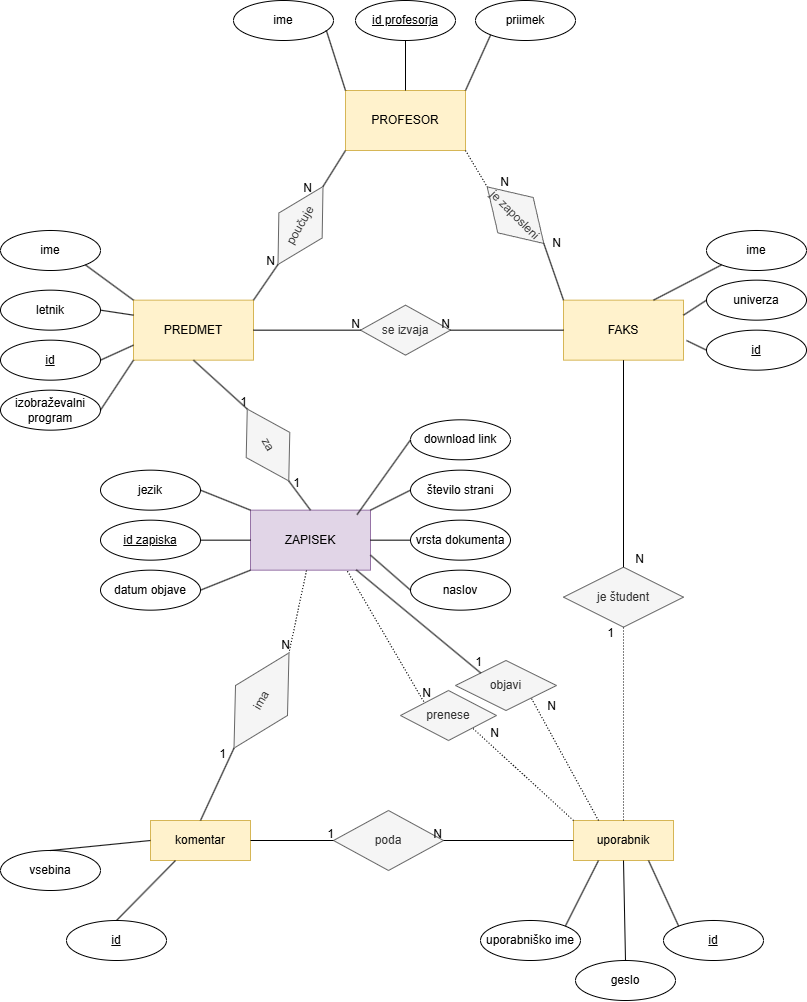 ime
id profesorja
priimek
PROFESOR
N
poučuje
N
N
je zaposleni
N
ime
letnik
id
izobraževalni
program
PREDMET
N
se izvaja
N
FAKS
ime
univerza
id
1
za
1
jezik
id zapiska
datum objave
ZAPISEK
download link
število strani
vrsta dokumenta
naslov
N
je študent
1
N
ima
1
N
prenese
N
1
objavi
N
komentar
1
poda
N
uporabnik
vsebina
id
uporabniško ime
geslo
id